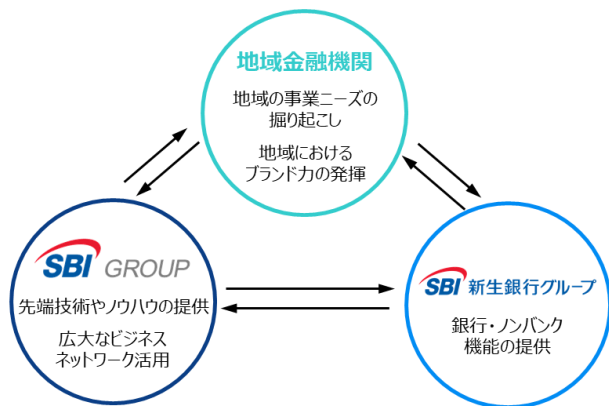 地域金融機関
地域の事業ニーズの
掘り起こし
地域における
ブランド力の発揮
SBI GROUP
先端技術やノウハウの提供
広大なビジネス
ネットワーク活用
SBI 新生銀行グループ
銀行・ノンバンク
機能の提供